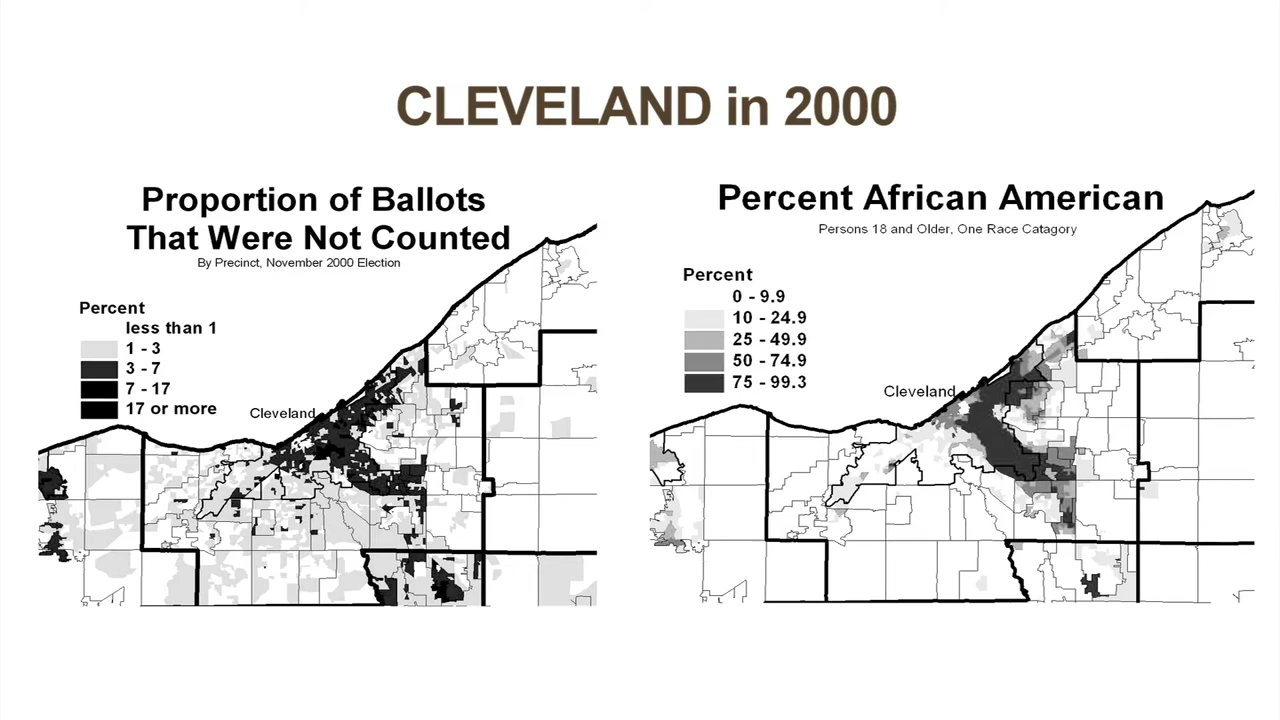 CLEVELAND in 2000
Proportion of Ballots
That Were Not Counted
By Precinct, November 2000 Election
Percent
less than 1
1 - 3
3 - 7
7 - 17
17 or more
Cleveland
Percent African American
Persons 18 and Older, One Race Catagory
Percent
0 - 9.9
10 - 24.9
25 - 49.9
50 - 74.9
75 - 99.3
Cleveland